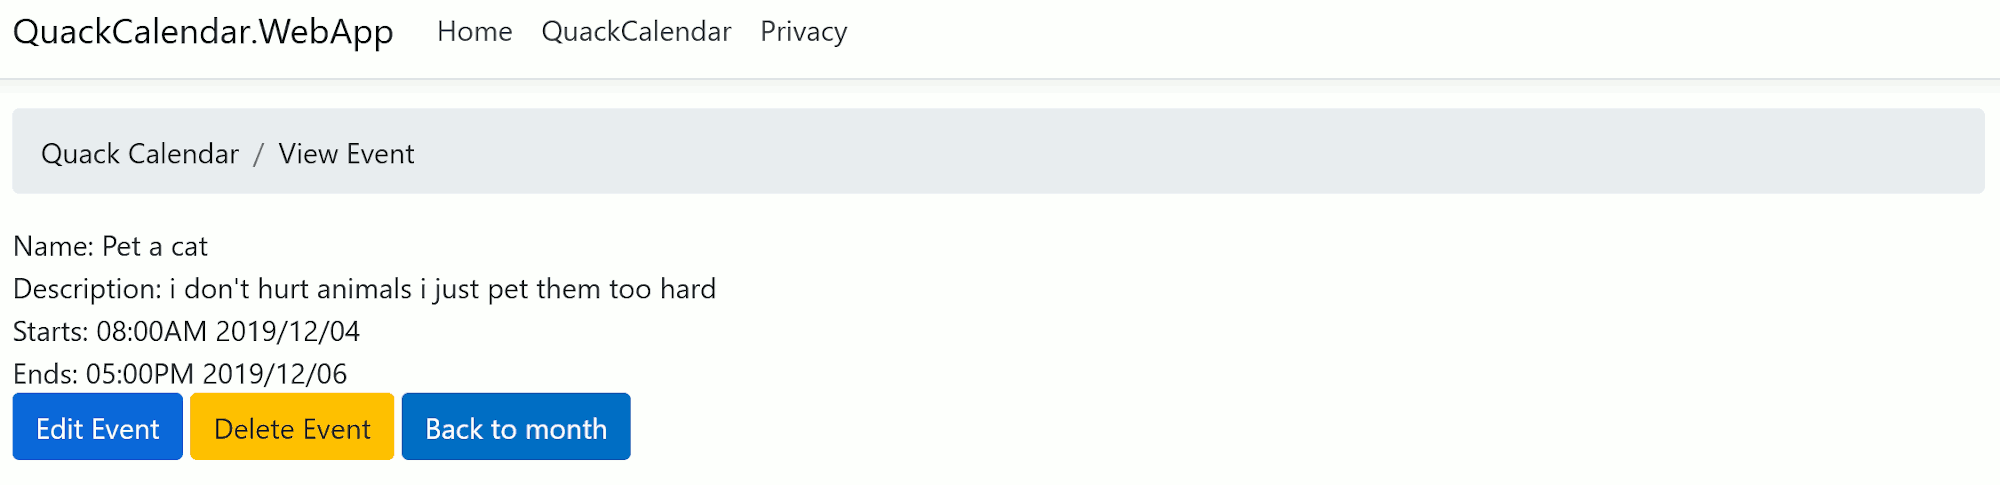 QuackCalendar.WebApp Home QuackCalendar Privacy
Quack Calendar / View Event
Name: Pet a cat
Description: i don't hurt animals i just pet them too hard
Starts: 08:00AM 2019/12/04
Ends: 05:00PM 2019/12/06
Edit Event Delete Event Back to month